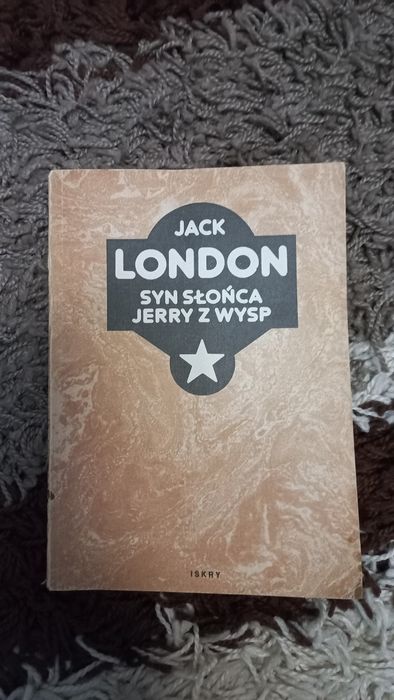 JACK
LONDON
SYN SŁOŃCA
JERRY Z WYSP
ISKRY